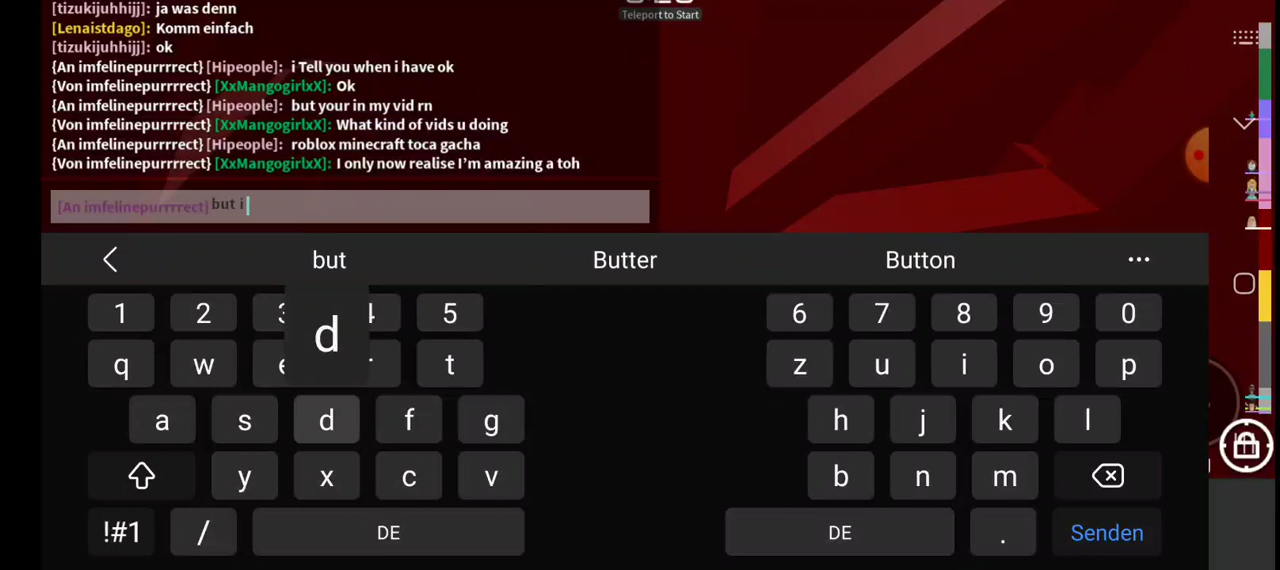 [tizukijuhhijj]: ja was denn
Teleport to Start
[Lenaistdago]: Komm einfach
[tizukijuhhijj]: ok
{An imfelinepurrrrect} [Hipeople]: i Tell you when i have ok
{Von imfelinepurrrrect} [XxMangogirlxX]: Ok
{An imfelinepurrrrect} [Hipeople]: but your in my vid rn
{Von imfelinepurrrrect} [XxMangogirlxX]: What kind of vids u doing
{An imfelinepurrrrect} [Hipeople]: roblox minecraft toca gacha
{Von imfelinepurrrrect} [XxMangogirlxX]: I only now realise I'm amazing a toh
[An imfelinepurrrrect] but i
but Butter Button ...
1 2 3 4 5 6 7 8 9 0
d
q w e t z u i o p
a s d f g h j k l
y x c v b n m
!#1 / DE DE . Senden